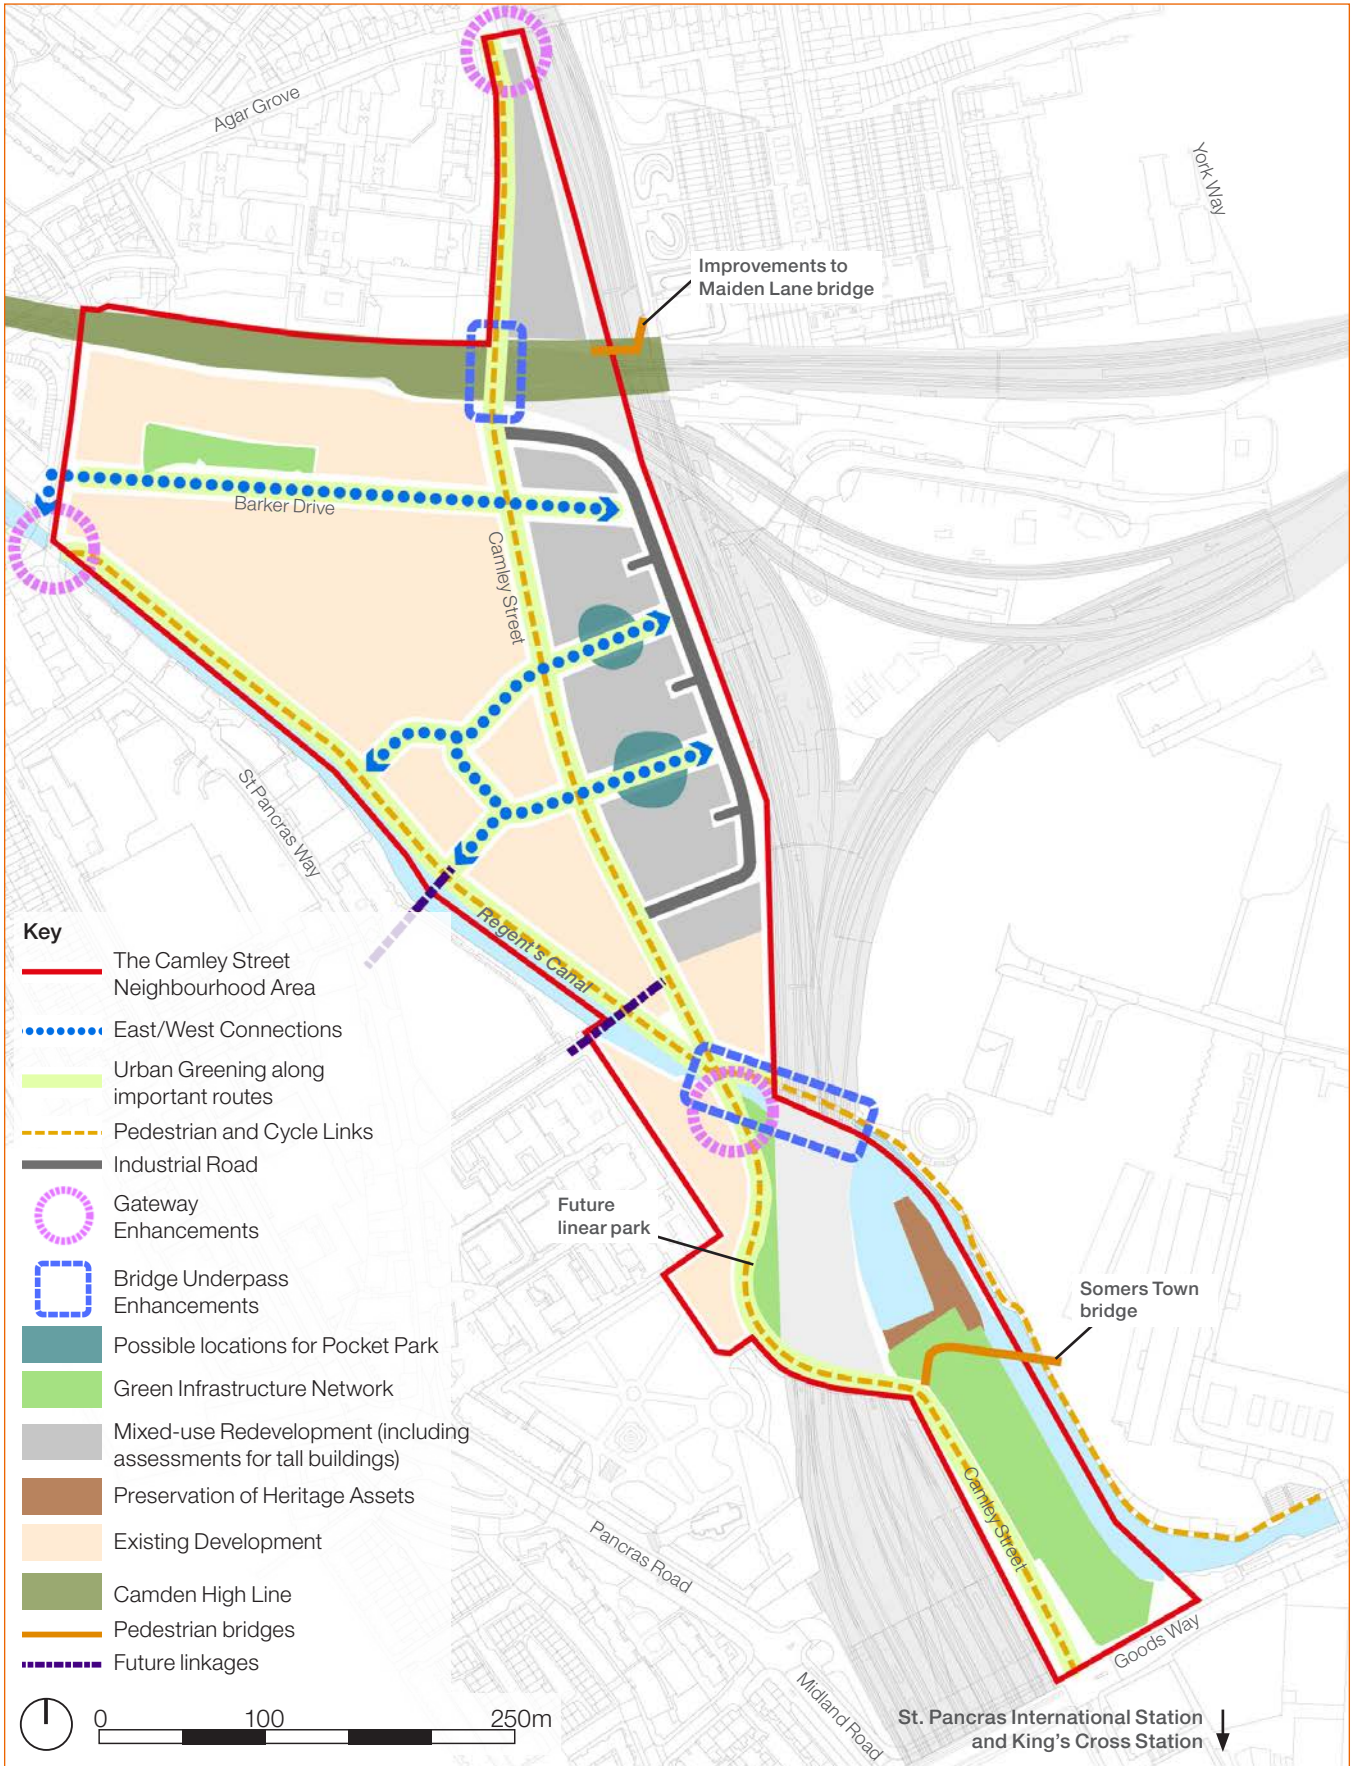 Agar Grove
York Way
Improvements to
Maiden Lane bridge
Barker Drive
Camley Street
St Pancras Way
Regent's Canal
Key
The Camley Street
Neighbourhood Area
East/West Connections
Urban Greening along
important routes
Pedestrian and Cycle Links
Industrial Road
Gateway
Enhancements
Bridge Underpass
Enhancements
Possible locations for Pocket Park
Green Infrastructure Network
Mixed-use Redevelopment (including
assessments for tall buildings)
Preservation of Heritage Assets
Existing Development
Camden High Line
Pedestrian bridges
Future linkages
0 100 250m
Future
linear park
Somers Town
bridge
Camley Street
Pancras Road
Midland Road
Goods Way
St. Pancras International Station
and King's Cross Station